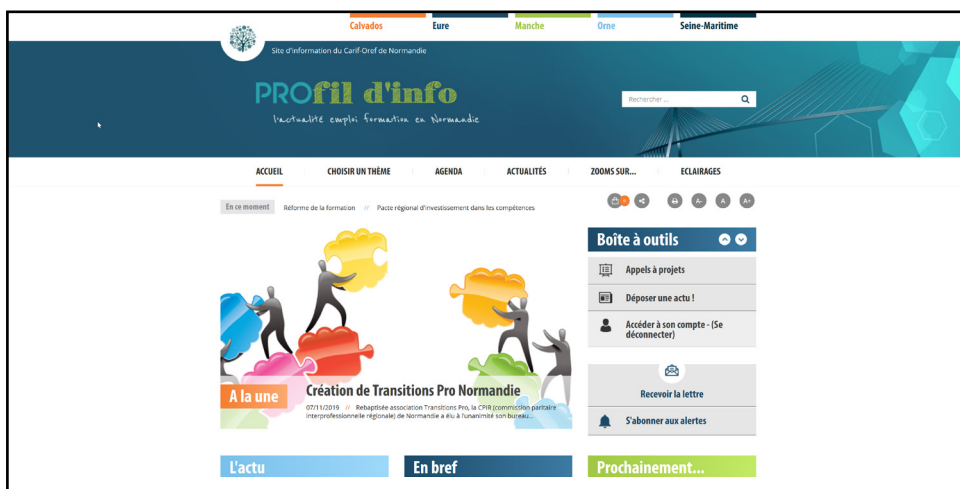 Calvados
Eure
Manche
Orne
Seine-Maritime
Site d'information du Carif-Oref de Normandie
PROfil d'info
l'actualité emploi formation en Normandie
Rechercher ...
ACCUEIL
CHOISIR UN THÈME
AGENDA
ACTUALITÉS
ZOOMS SUR...
ECLAIRAGES
En ce moment
Réforme de la formation // Pacte régional d'investissement dans les compétences
A-
A
A+
Boîte à outils
Appels à projets
Déposer une actu !
Accéder à son compte - (Se
déconnecter)
Recevoir la lettre
S'abonner aux alertes
A la une
Création de Transitions Pro Normandie
07/11/2019 // Rebaptisée association Transitions Pro, la CPIR (commission paritaire
interprofessionnelle régionale) de Normandie a élu à l'unanimité son bureau...
L'actu
En bref
Prochainement...